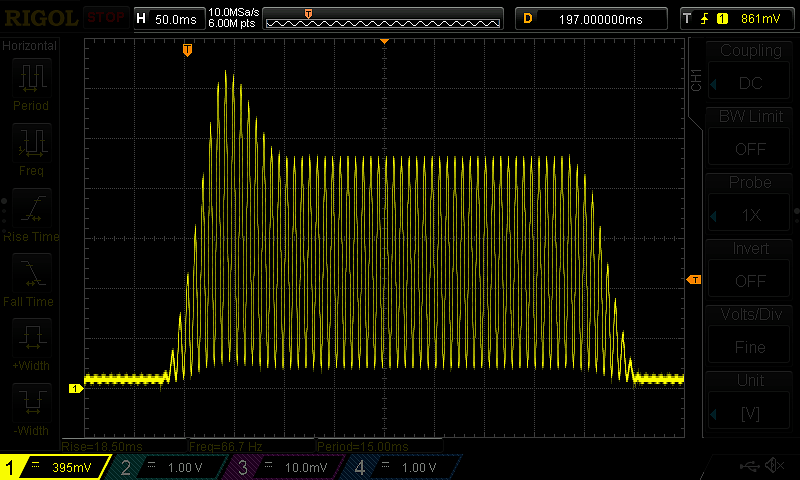 RIGOL STOP H 50.0ms 10.0MSa/s 6.00M pts T D 197.000000ms T 1 861mV
Horizontal
Period
Freq
Rise Time
Fall Time
+Width
-Width
T
T
1
CH1
Coupling
DC
BW Limit
OFF
Probe
1X
Invert
OFF
Volts/Div
Fine
Unit
[V]
Rise=18.50ms Freq=66.7 Hz Period=15.00ms
1 395mV 2 1.00 V 3 10.0mV 4 1.00 V